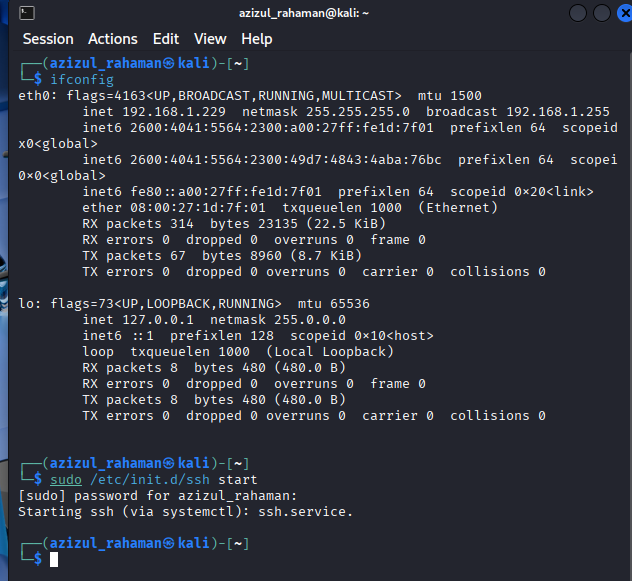 azizul_rahaman@kali: ~
Session Actions Edit View Help
┌──(azizul_rahaman㉿kali)-[~]
└─$ ifconfig
eth0: flags=4163<UP,BROADCAST,RUNNING,MULTICAST>  mtu 1500
        inet 192.168.1.229  netmask 255.255.255.0  broadcast 192.168.1.255
        inet6 2600:4041:5564:2300:a00:27ff:fe1d:7f01  prefixlen 64  scopeid
x0<global>
        inet6 2600:4041:5564:2300:49d7:4843:4aba:76bc  prefixlen 64  scopei
0×0<global>
        inet6 fe80::a00:27ff:fe1d:7f01  prefixlen 64  scopeid 0×20<link>
        ether 08:00:27:1d:7f:01  txqueuelen 1000  (Ethernet)
        RX packets 314  bytes 23135 (22.5 KiB)
        RX errors 0  dropped 0  overruns 0  frame 0
        TX packets 67  bytes 8960 (8.7 KiB)
        TX errors 0  dropped 0 overruns 0  carrier 0  collisions 0
lo: flags=73<UP,LOOPBACK,RUNNING>  mtu 65536
        inet 127.0.0.1  netmask 255.0.0.0
        inet6 ::1  prefixlen 128  scopeid 0×10<host>
        loop  txqueuelen 1000  (Local Loopback)
        RX packets 8  bytes 480 (480.0 B)
        RX errors 0  dropped 0  overruns 0  frame 0
        TX packets 8  bytes 480 (480.0 B)
        TX errors 0  dropped 0 overruns 0  carrier 0  collisions 0
┌──(azizul_rahaman㉿kali)-[~]
└─$ sudo /etc/init.d/ssh start
[sudo] password for azizul_rahaman:
Starting ssh (via systemctl): ssh.service.
┌──(azizul_rahaman㉿kali)-[~]
└─$